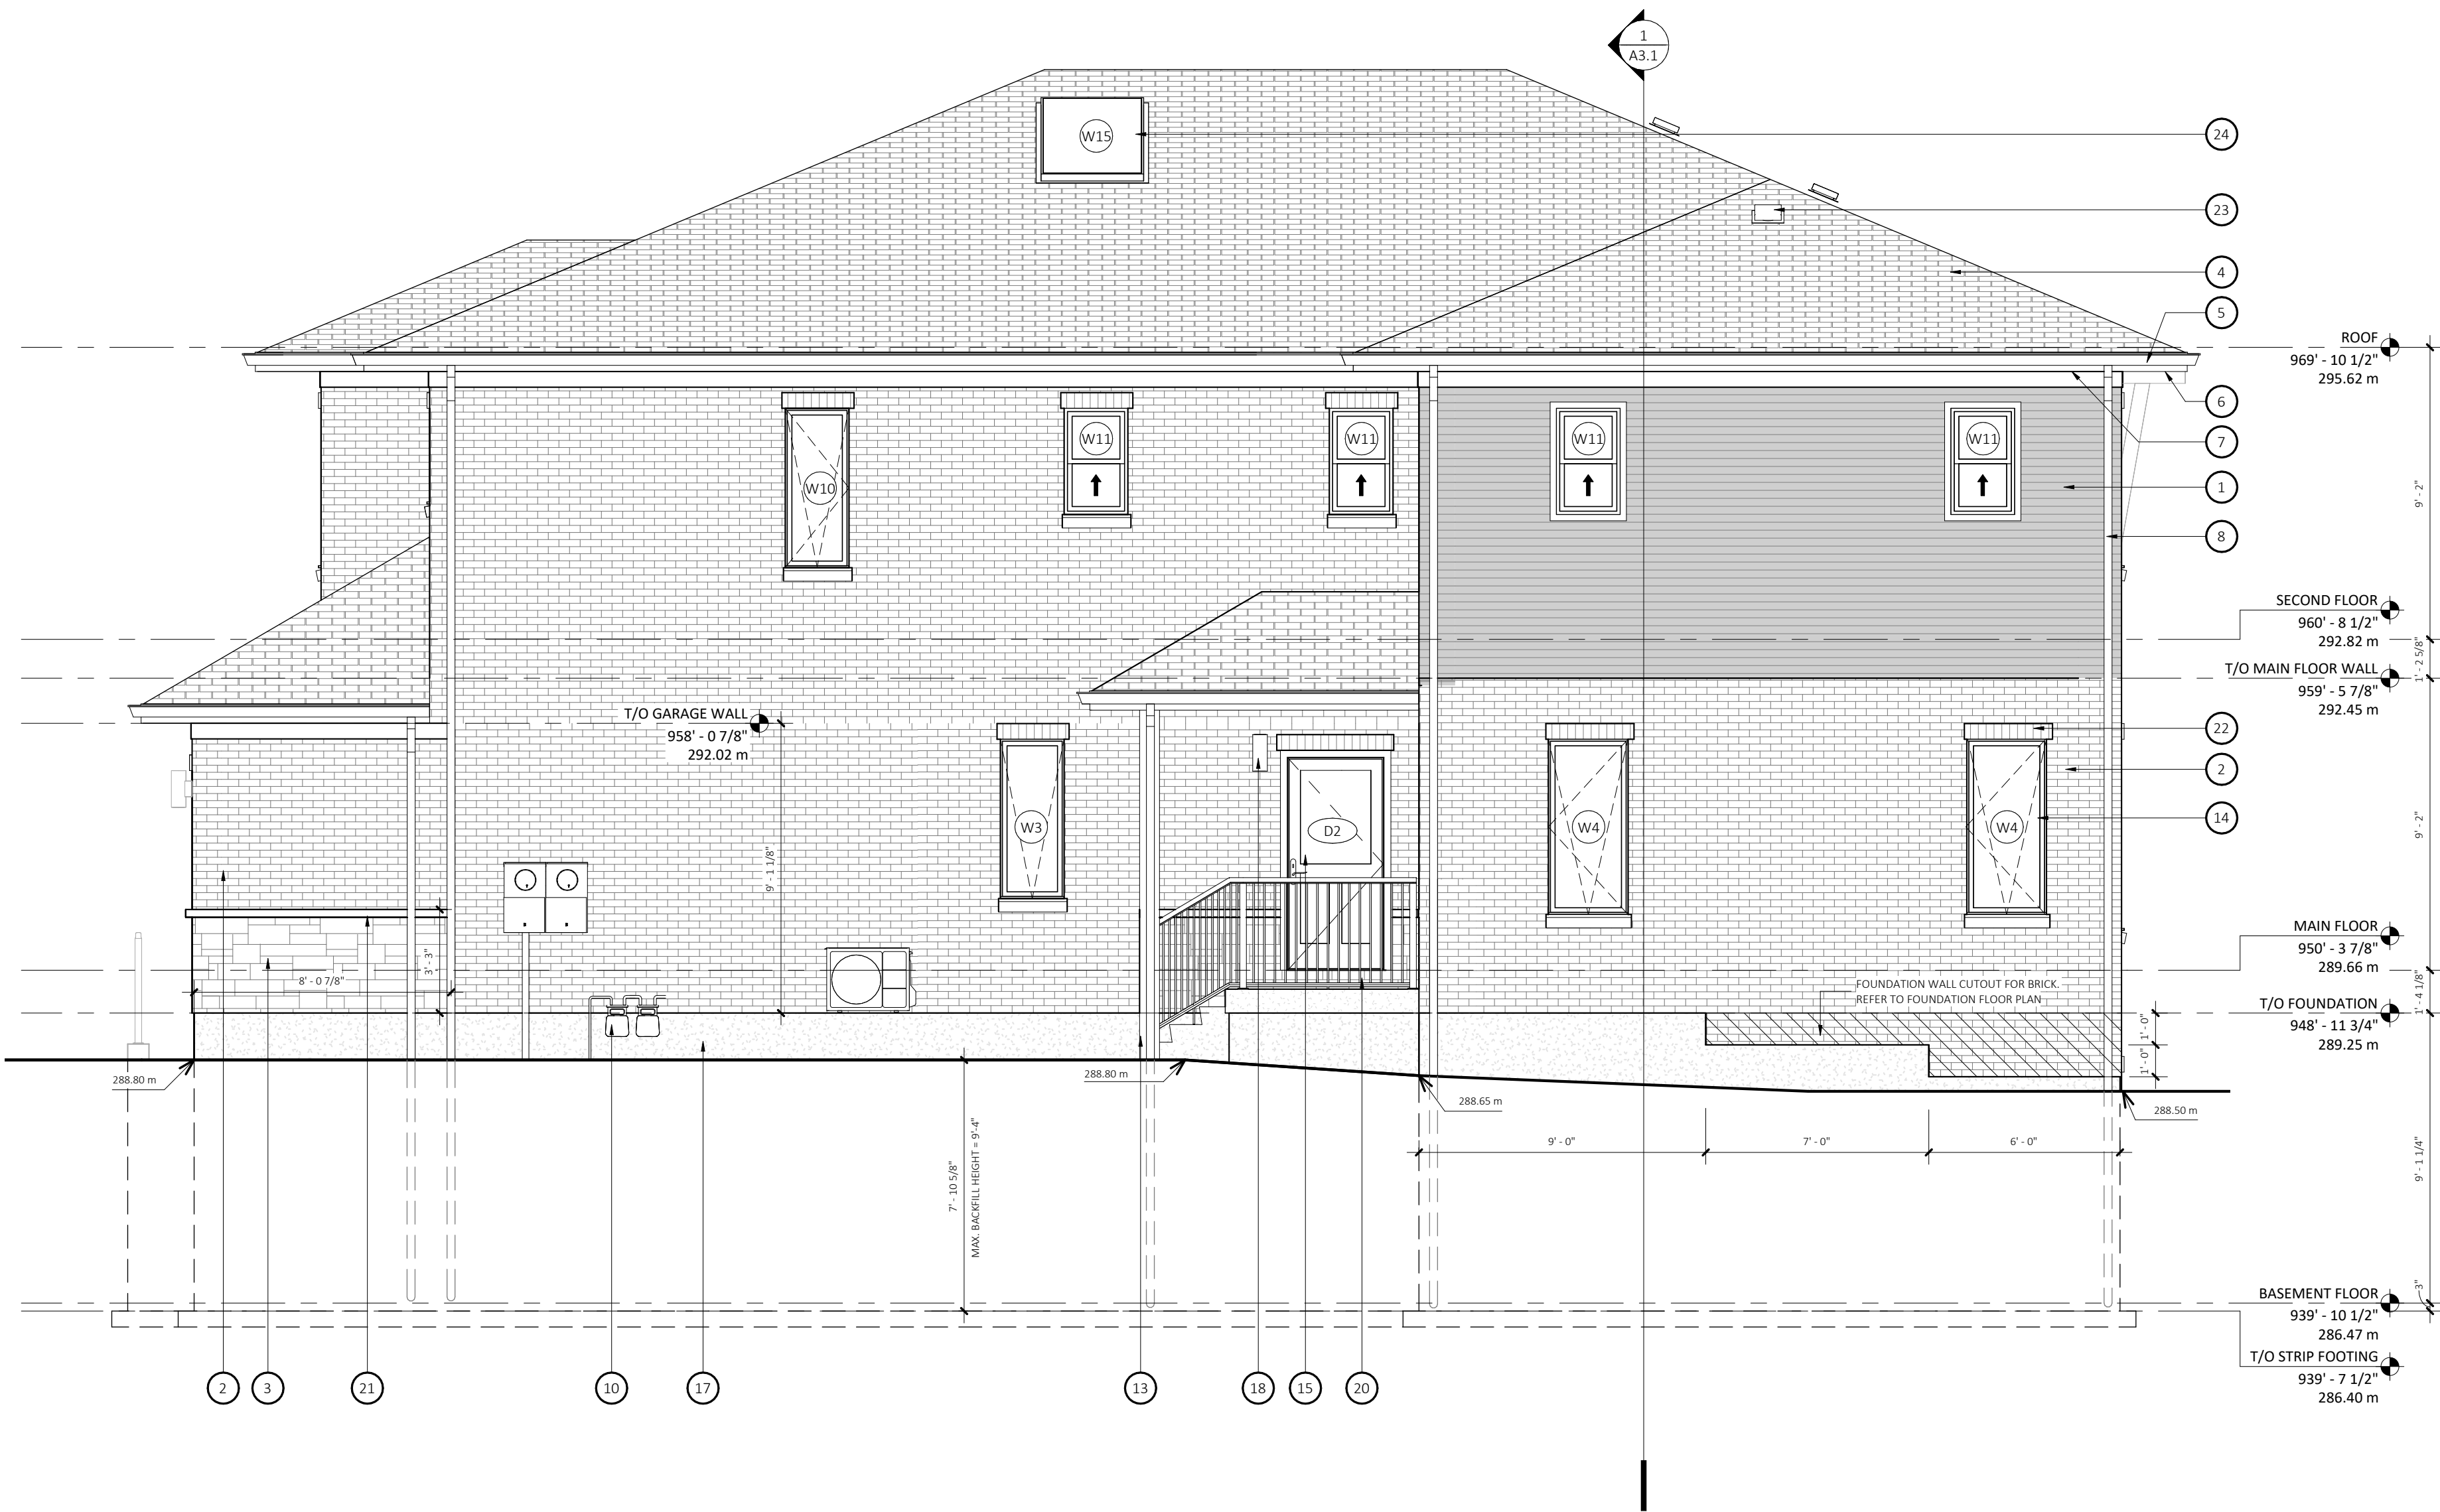 1
A3.1
W15
24
23
4
5
ROOF
969' - 10 1/2"
295.62 m
6
7
W10
W11
W11
W11
W11
1
8
9' - 2"
SECOND FLOOR
960' - 8 1/2"
292.82 m
1' - 2 5/8"
T/O MAIN FLOOR WALL
959' - 5 7/8"
292.45 m
T/O GARAGE WALL
958' - 0 7/8"
292.02 m
22
2
14
9' - 2"
W3
D2
W4
W4
9' - 1 1/8"
3' - 3"
8' - 0 7/8"
MAIN FLOOR
950' - 3 7/8"
289.66 m
FOUNDATION WALL CUTOUT FOR BRICK.
REFER TO FOUNDATION FLOOR PLAN
1' - 4 1/8"
T/O FOUNDATION
948' - 11 3/4"
289.25 m
1' - 0"
1' - 0"
288.80 m
288.80 m
288.65 m
288.50 m
9' - 0"
7' - 0"
6' - 0"
7' - 10 5/8"
MAX. BACKFILL HEIGHT = 9'-4"
9' - 1 1/4"
3"
BASEMENT FLOOR
939' - 10 1/2"
286.47 m
T/O STRIP FOOTING
939' - 7 1/2"
286.40 m
2
3
21
10
17
13
18
15
20